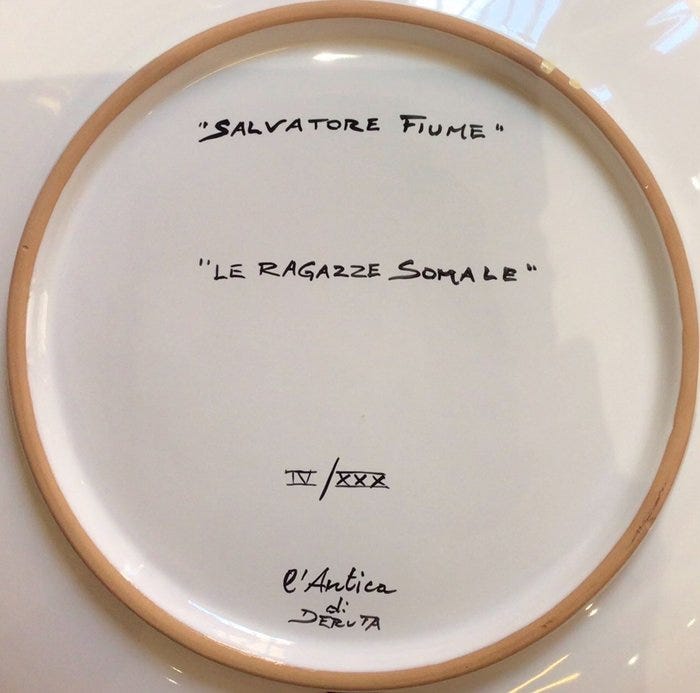 "SALVATORE FIUME"
"LE RAGAZZE SOMALE"
IV/XXX
l'Antica
di
DERUTA